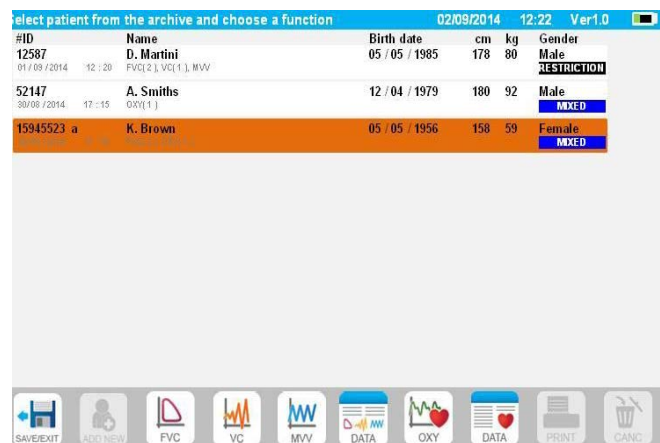 elect patient from the archive and choose a function 02/09/2014 12:22 Ver1.0
#ID Name Birth date cm kg Gender
12587 D. Martini 05 / 05 / 1985 178 80 Male
01 / 09 / 2014 12 : 20 FVC( 2 ), VC( 1 ), MVV RESTRICTION
52147 A. Smiths 12 / 04 / 1979 180 92 Male
30/08 / 2014 17 : 15 OXY( 1 ) MIXED
15945523 a K. Brown 05 / 05 / 1956 158 59 Female
MIXED
SAVE/EXIT ADD NEW FVC VC MVV DATA OXY DATA PRINT CANC